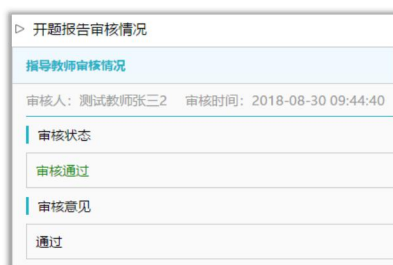 开题报告审核情况
指导教师审核情况
审核人：测试教师张三2 审核时间：2018-08-30 09:44:40
审核状态
审核通过
审核意见
通过